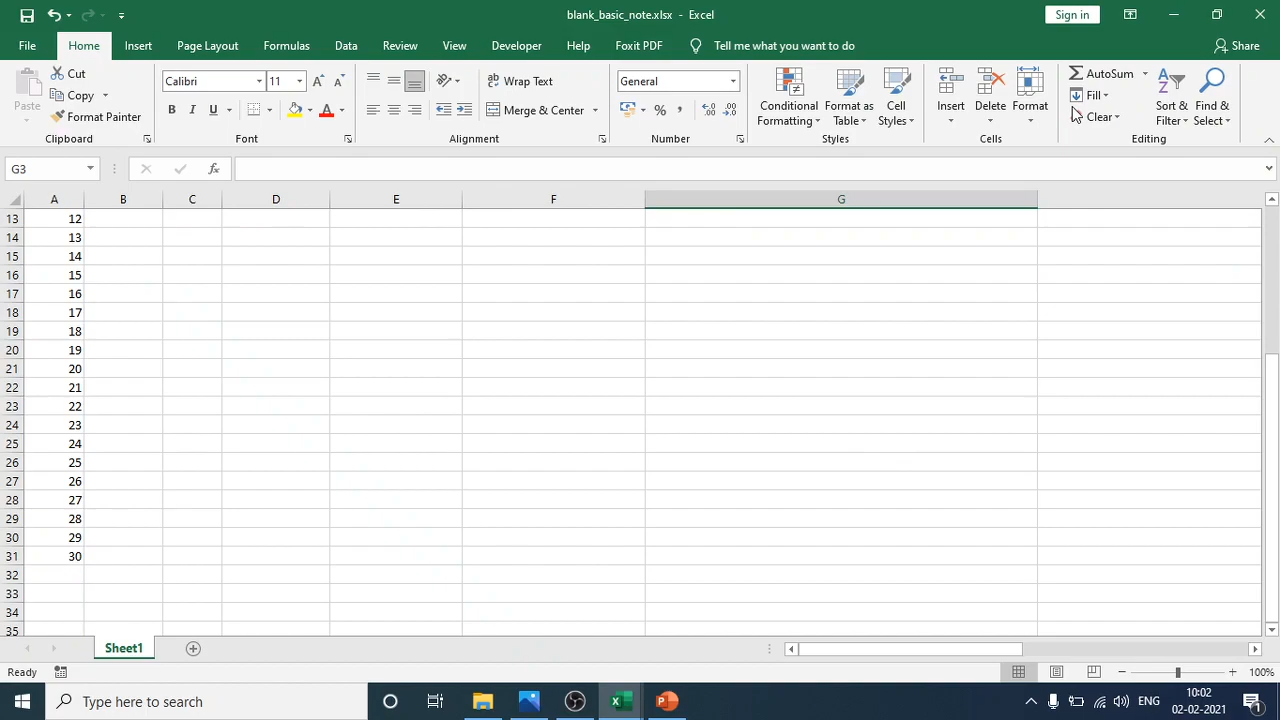 blank_basic_note.xlsx - Excel
Sign in
File Home Insert Page Layout Formulas Data Review View Developer Help Foxit PDF Tell me what you want to do Share
Paste
Cut
Copy
Format Painter
Clipboard
Calibri 11
B I U A
Font
ab Wrap Text
Merge & Center
Alignment
General
% ,
Number
Conditional Formatting
Format as Table
Cell Styles
Styles
Insert Delete Format
Cells
AutoSum
Fill
Clear
Sort & Filter
Find & Select
Editing
G3 fx
A B C D E F G
13 12
14 13
15 14
16 15
17 16
18 17
19 18
20 19
21 20
22 21
23 22
24 23
25 24
26 25
27 26
28 27
29 28
30 29
31 30
32
33
34
35
Sheet1
Ready 100%
Type here to search
ENG
10:02
02-02-2021
1